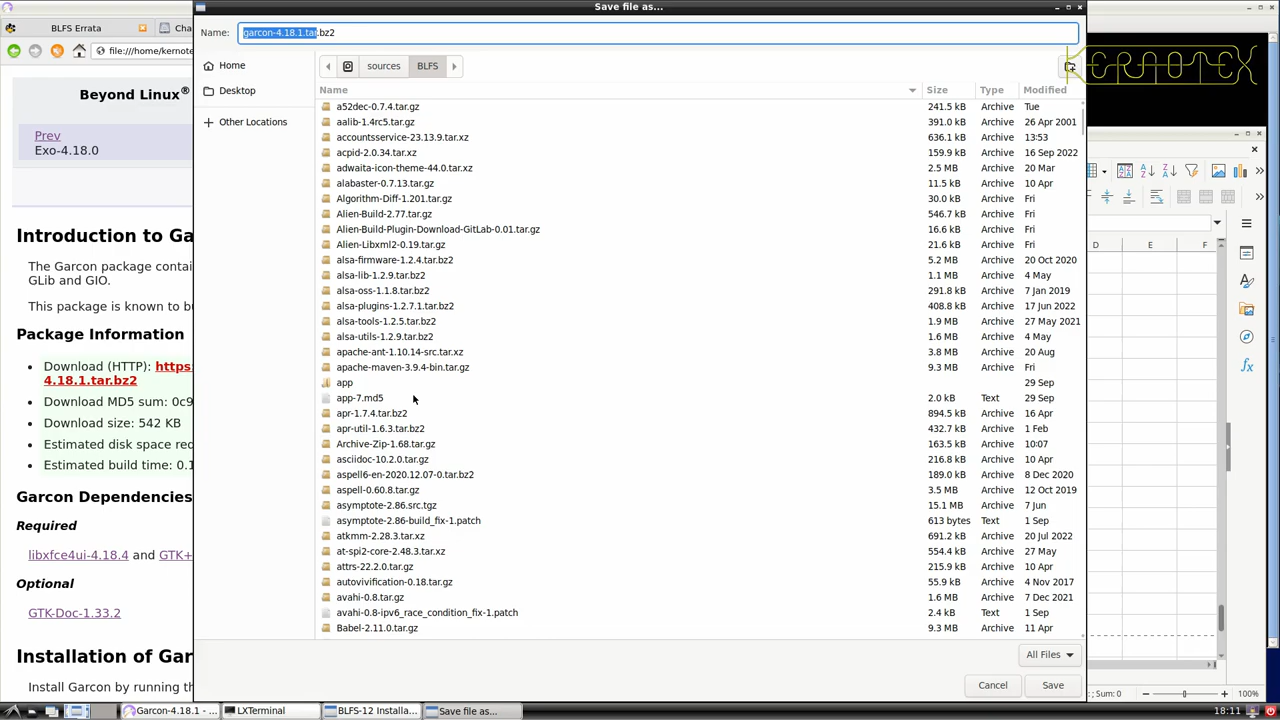 Save file as...
BLFS Errata
Cha
file:///home/kernote
Name: garcon-4.18.1.tar.bz2
Home
Desktop
Other Locations
sources
BLFS
Name
Size
Type
Modified
a52dec-0.7.4.tar.gz 241.5 kB Archive Tue
aalib-1.4rc5.tar.gz 391.0 kB Archive 26 Apr 2001
accountsservice-23.13.9.tar.xz 636.1 kB Archive 13:53
acpid-2.0.34.tar.xz 159.9 kB Archive 16 Sep 2022
adwaita-icon-theme-44.0.tar.xz 2.5 MB Archive 20 Mar
alabaster-0.7.13.tar.gz 11.5 kB Archive 10 Apr
Algorithm-Diff-1.201.tar.gz 30.0 kB Archive Fri
Alien-Build-2.77.tar.gz 546.7 kB Archive Fri
Alien-Build-Plugin-Download-GitLab-0.01.tar.gz 16.6 kB Archive Fri
Alien-Libxml2-0.19.tar.gz 21.6 kB Archive Fri
alsa-firmware-1.2.4.tar.bz2 5.2 MB Archive 20 Oct 2020
alsa-lib-1.2.9.tar.bz2 1.1 MB Archive 4 May
alsa-oss-1.1.8.tar.bz2 291.8 kB Archive 7 Jan 2019
alsa-plugins-1.2.7.1.tar.bz2 408.8 kB Archive 17 Jun 2022
alsa-tools-1.2.5.tar.bz2 1.9 MB Archive 27 May 2021
alsa-utils-1.2.9.tar.bz2 1.6 MB Archive 4 May
apache-ant-1.10.14-src.tar.xz 3.8 MB Archive 20 Aug
apache-maven-3.9.4-bin.tar.gz 9.3 MB Archive Fri
app 29 Sep
app-7.md5 2.0 kB Text 29 Sep
apr-1.7.4.tar.bz2 894.5 kB Archive 16 Apr
apr-util-1.6.3.tar.bz2 432.7 kB Archive 1 Feb
Archive-Zip-1.68.tar.gz 163.5 kB Archive 10:07
asciidoc-10.2.0.tar.gz 216.8 kB Archive 10 Apr
aspell6-en-2020.12.07-0.tar.bz2 189.0 kB Archive 8 Dec 2020
aspell-0.60.8.tar.gz 3.5 MB Archive 12 Oct 2019
asymptote-2.86.src.tgz 15.1 MB Archive 7 Jun
asymptote-2.86-build_fix-1.patch 613 bytes Text 1 Sep
atkmm-2.28.3.tar.xz 691.2 kB Archive 20 Jul 2022
at-spi2-core-2.48.3.tar.xz 554.4 kB Archive 27 May
attrs-22.2.0.tar.gz 215.9 kB Archive 10 Apr
autovivification-0.18.tar.gz 55.9 kB Archive 4 Nov 2017
avahi-0.8.tar.gz 1.6 MB Archive 7 Dec 2021
avahi-0.8-ipv6_race_condition_fix-1.patch 2.4 kB Text 1 Sep
Babel-2.11.0.tar.gz 9.3 MB Archive 11 Apr
All Files
Cancel
Save
Beyond Linux®
Prev
Exo-4.18.0
Introduction to Ga
The Garcon package contai
GLib and GIO.
This package is known to bu
Package Information
Download (HTTP): https:
4.18.1.tar.bz2
Download MD5 sum: 0c9
Download size: 542 KB
Estimated disk space req
Estimated build time: 0.1
Garcon Dependencies
Required
libxfce4ui-4.18.4 and GTK+
Optional
GTK-Doc-1.33.2
Installation of Gar
Install Garcon by running th
D E F
; Sum: 0
100%
Garcon-4.18.1 - ...
LXTerminal
BLFS-12 Installa...
Save file as...
18:11